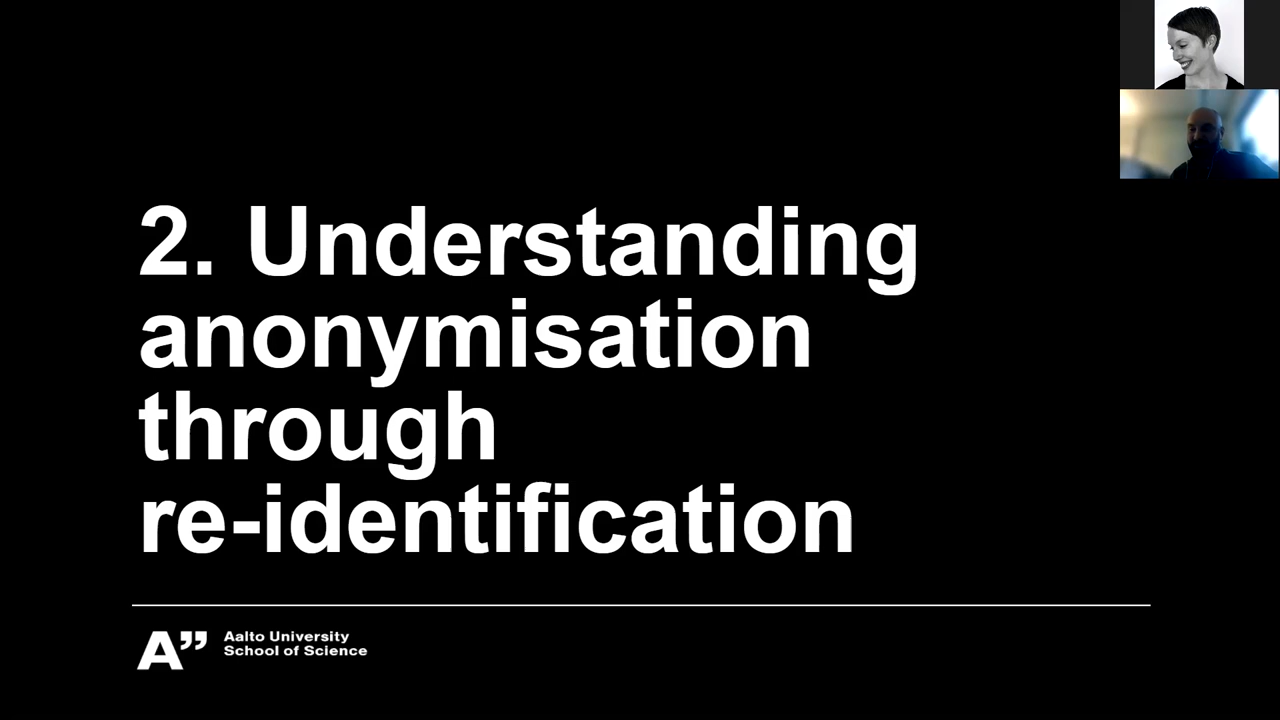 2. Understanding
anonymisation
through
re-identification
A”
Aalto University
School of Science